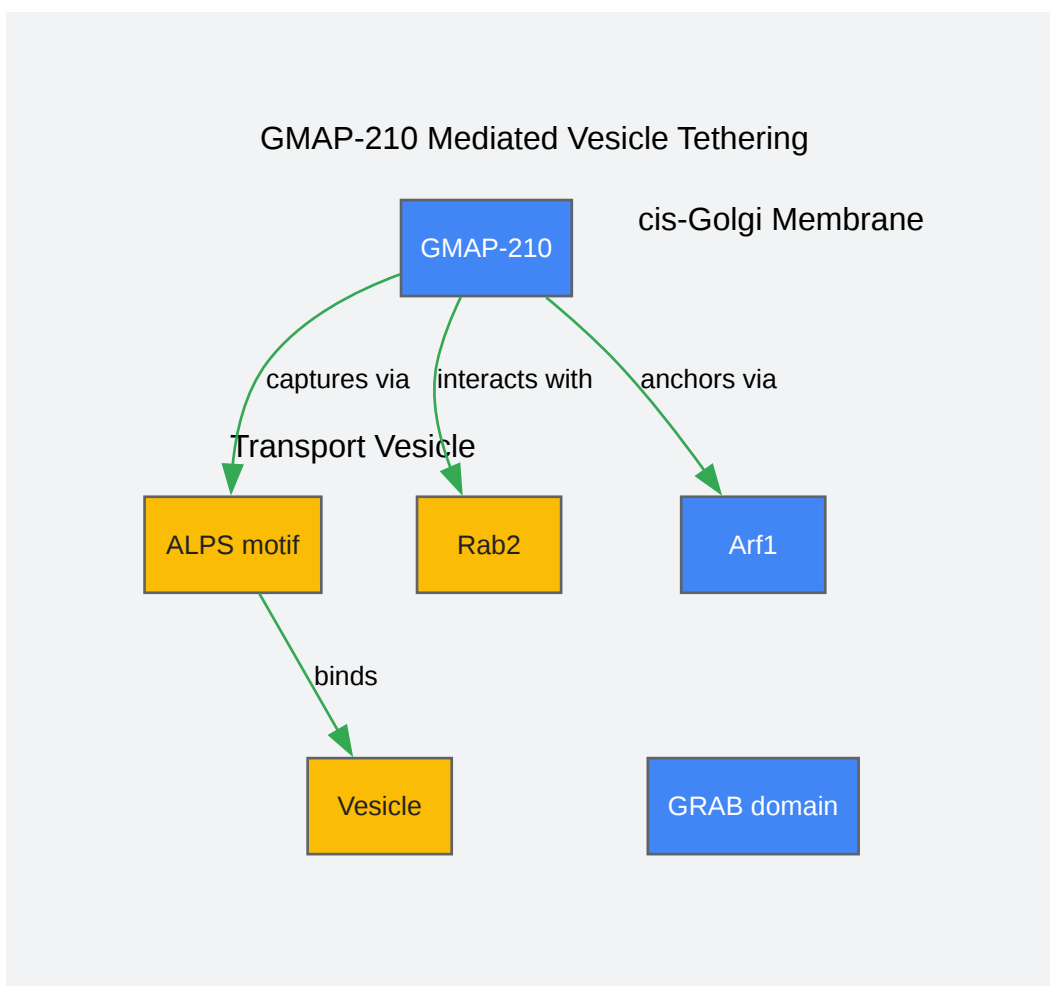 GMAP-210 Mediated Vesicle Tethering
cis-Golgi Membrane
GMAP-210
captures via
interacts with
anchors via
Transport Vesicle
ALPS motif
Rab2
Arf1
binds
Vesicle
GRAB domain